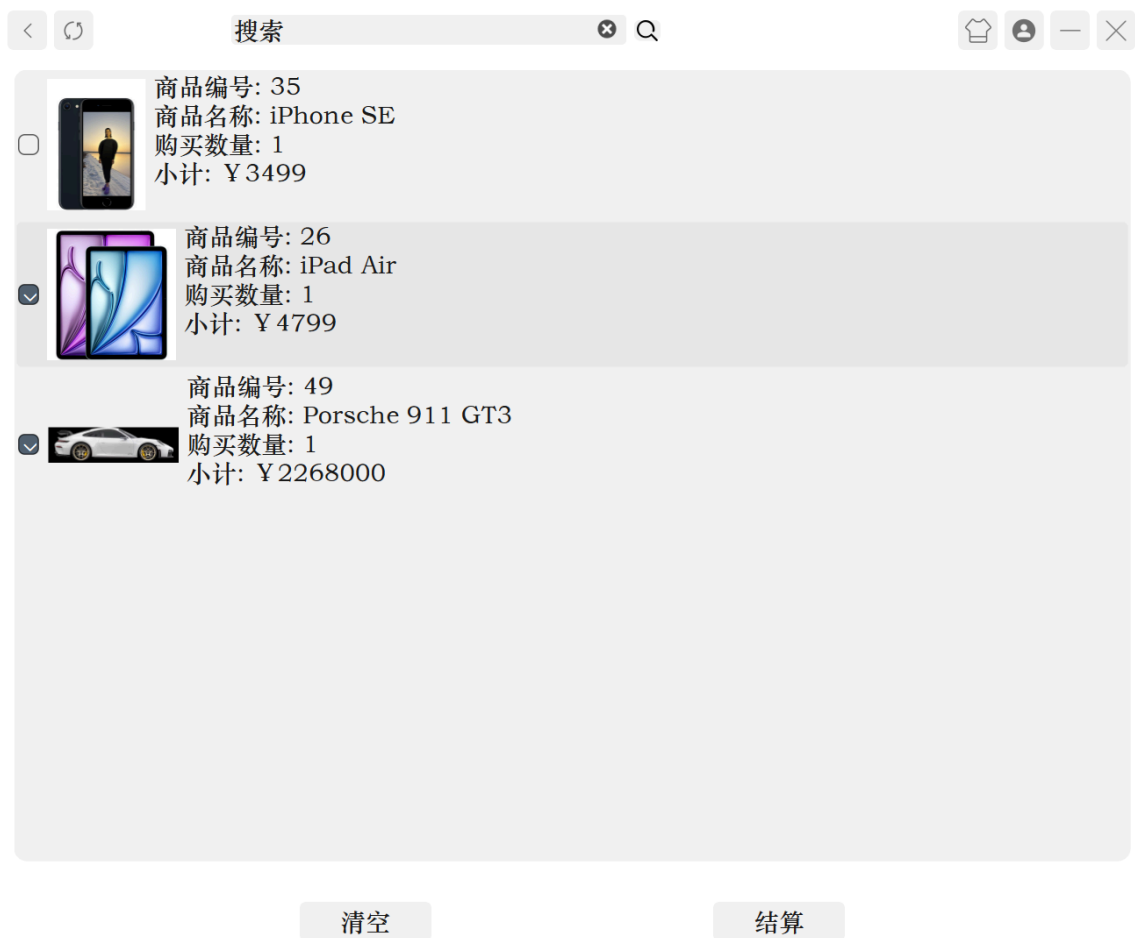 搜索
商品编号: 35
商品名称: iPhone SE
购买数量: 1
小计: ￥3499
商品编号: 26
商品名称: iPad Air
购买数量: 1
小计: ￥4799
商品编号: 49
商品名称: Porsche 911 GT3
购买数量: 1
小计: ￥2268000
清空
结算